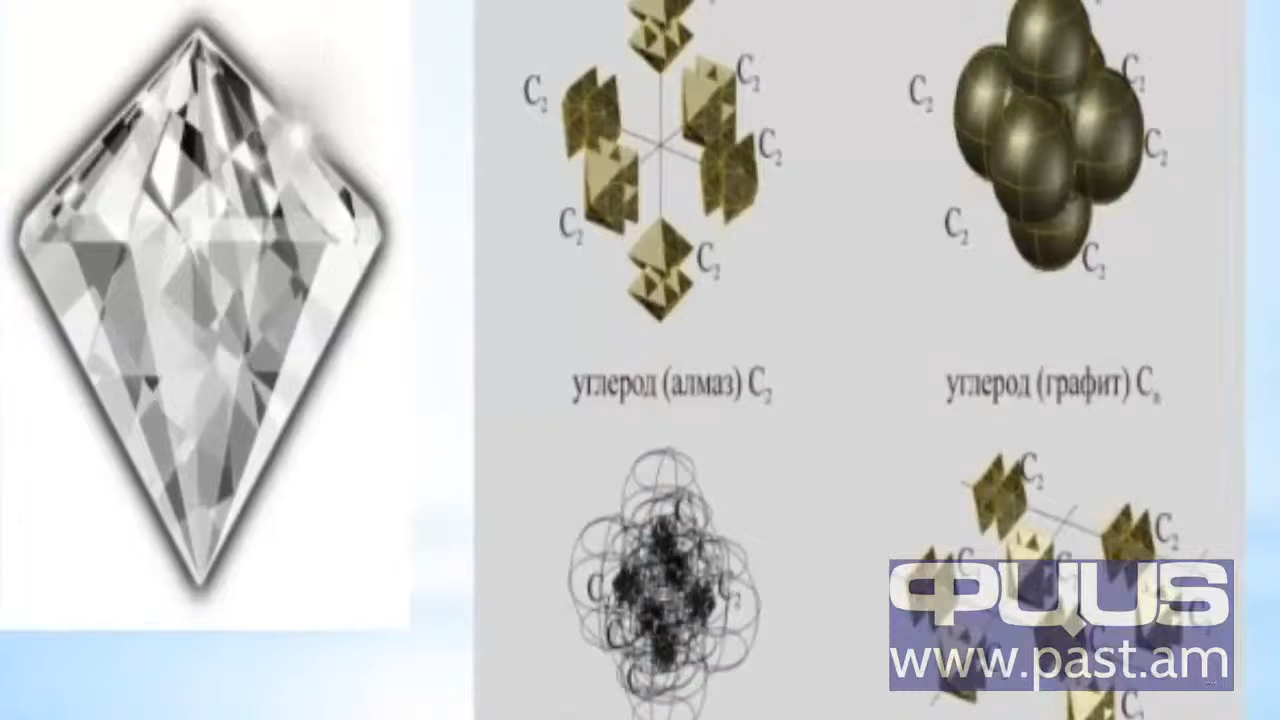 C₂ C₂ C₂ C₂
C₂ C₂
C₂ C₂
C₂ C₂
углерод (алмаз) C₂ углерод (графит)
C₂
C C₂
ՓԱՍՏ
www.past.am
C₂